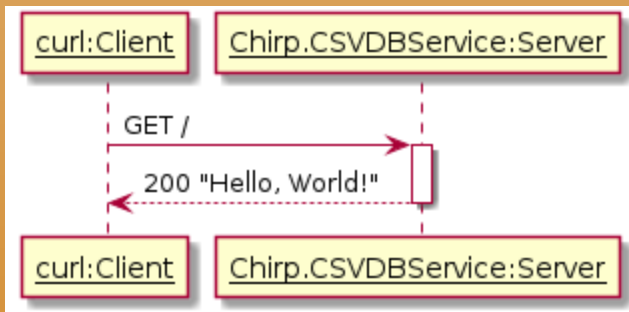 curl:Client Chirp.CSVDBService:Server
GET /
200 "Hello, World!"
curl:Client Chirp.CSVDBService:Server